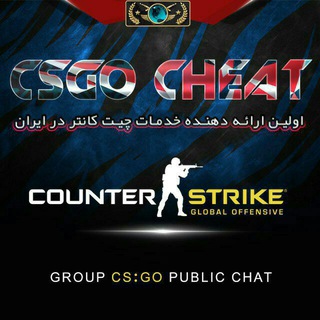 CSGO CHEAT
اولین ارائه دهنده خدمات چیت کانتر در ایران
COUNTER STRIKE
GLOBAL OFFENSIVE
GROUP CS:GO PUBLIC CHAT